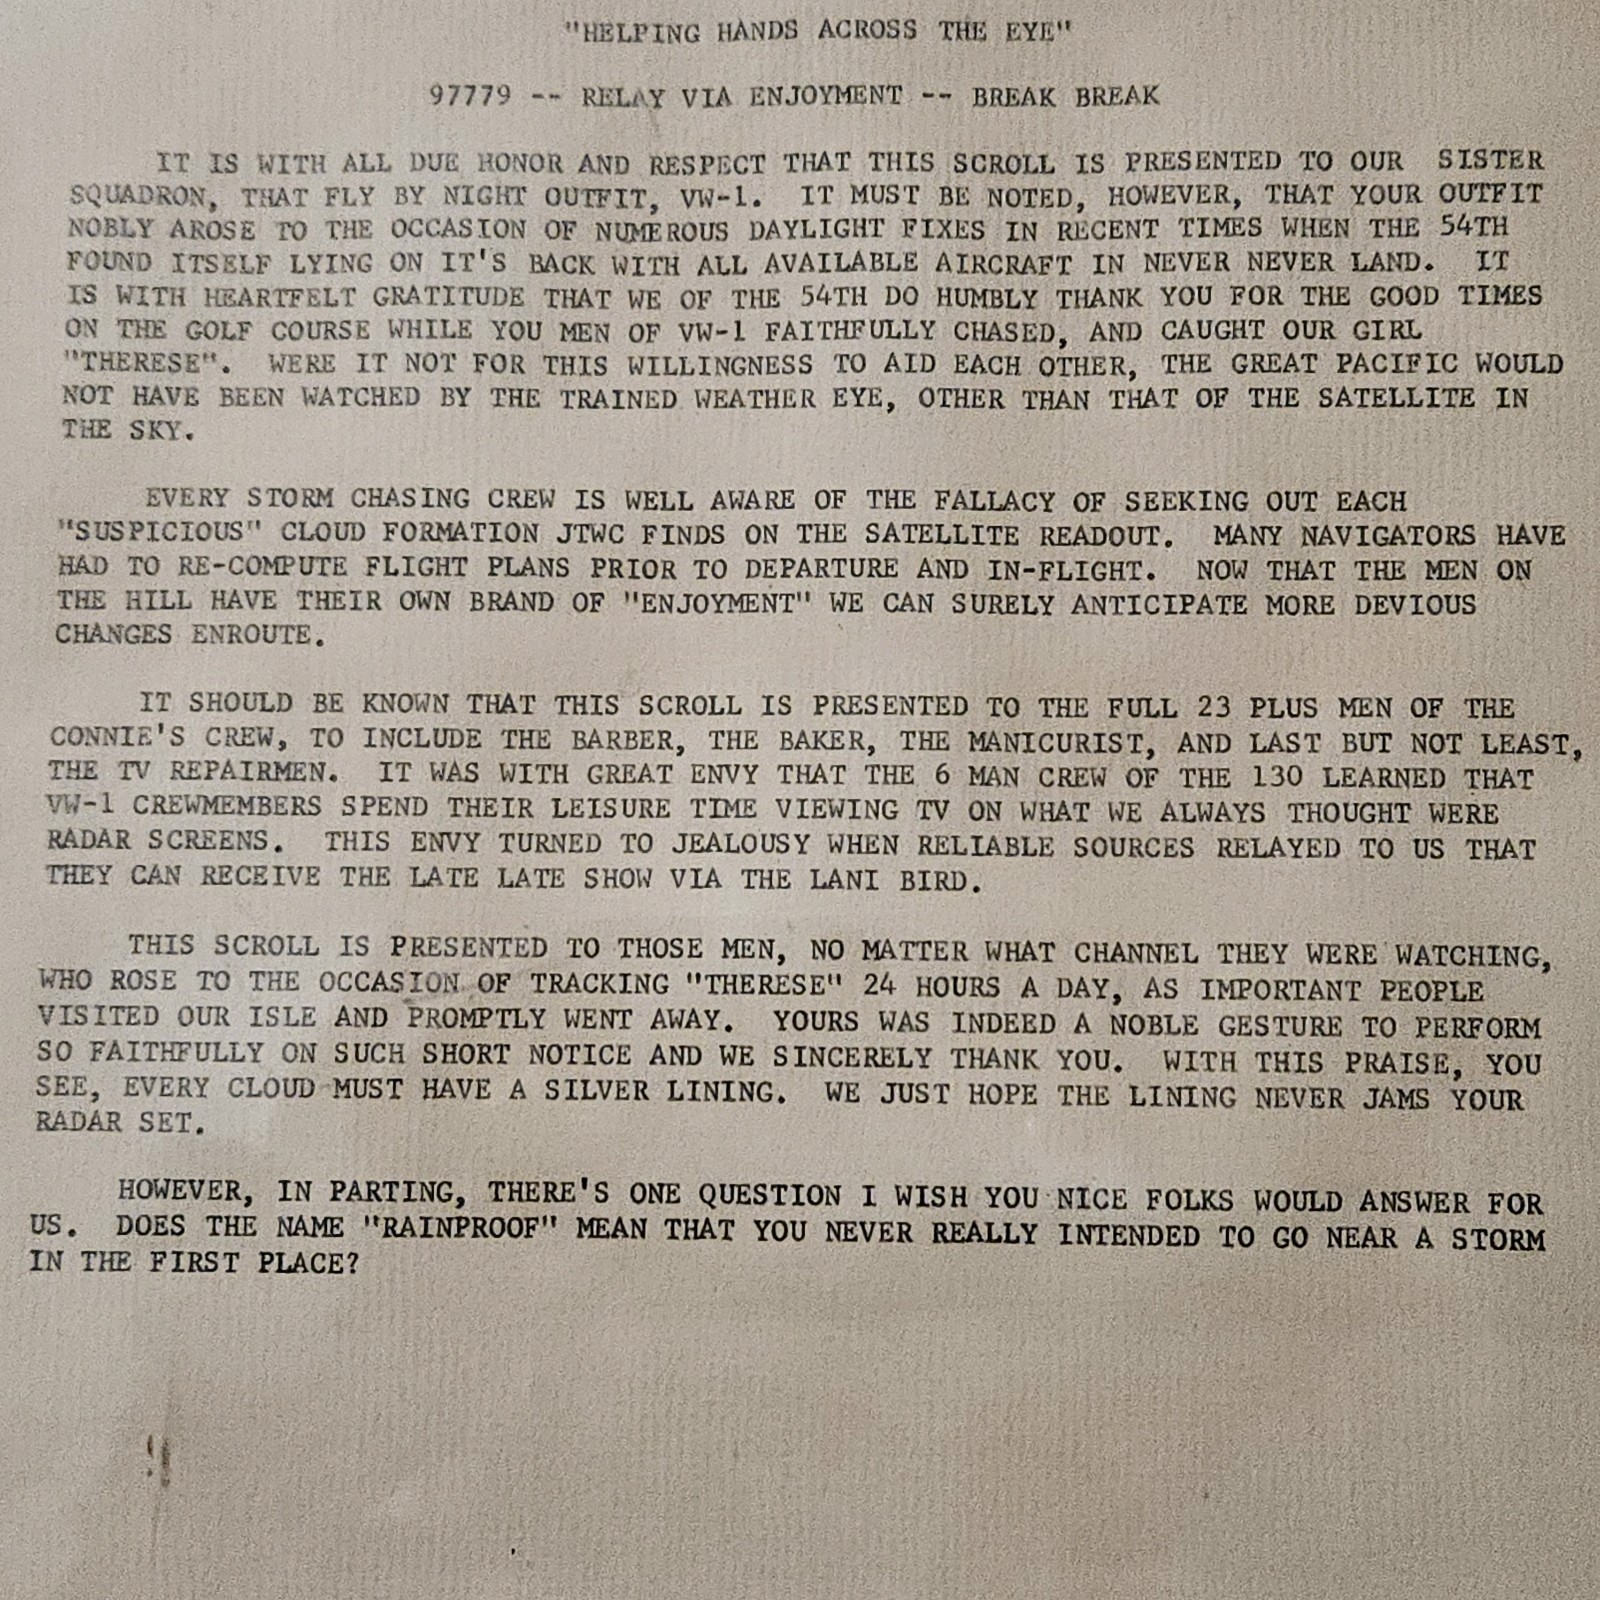 "HELPING HANDS ACROSS THE EYE"
97779 -- RELAY VIA ENJOYMENT -- BREAK BREAK
IT IS WITH ALL DUE HONOR AND RESPECT THAT THIS SCROLL IS PRESENTED TO OUR SISTER
SQUADRON, THAT FLY BY NIGHT OUTFIT, VW-1. IT MUST BE NOTED, HOWEVER, THAT YOUR OUTFIT
NOBLY AROSE TO THE OCCASION OF NUMEROUS DAYLIGHT FIXES IN RECENT TIMES WHEN THE 54TH
FOUND ITSELF LYING ON IT'S BACK WITH ALL AVAILABLE AIRCRAFT IN NEVER NEVER LAND. IT
IS WITH HEARTFELT GRATITUDE THAT WE OF THE 54TH DO HUMBLY THANK YOU FOR THE GOOD TIMES
ON THE GOLF COURSE WHILE YOU MEN OF VW-1 FAITHFULLY CHASED, AND CAUGHT OUR GIRL
"THERESE". WERE IT NOT FOR THIS WILLINGNESS TO AID EACH OTHER, THE GREAT PACIFIC WOULD
NOT HAVE BEEN WATCHED BY THE TRAINED WEATHER EYE, OTHER THAN THAT OF THE SATELLITE IN
THE SKY.
EVERY STORM CHASING CREW IS WELL AWARE OF THE FALLACY OF SEEKING OUT EACH
"SUSPICIOUS" CLOUD FORMATION JTWC FINDS ON THE SATELLITE READOUT. MANY NAVIGATORS HAVE
HAD TO RE-COMPUTE FLIGHT PLANS PRIOR TO DEPARTURE AND IN-FLIGHT. NOW THAT THE MEN ON
THE HILL HAVE THEIR OWN BRAND OF "ENJOYMENT" WE CAN SURELY ANTICIPATE MORE DEVIOUS
CHANGES ENROUTE.
IT SHOULD BE KNOWN THAT THIS SCROLL IS PRESENTED TO THE FULL 23 PLUS MEN OF THE
CONNIE'S CREW, TO INCLUDE THE BARBER, THE BAKER, THE MANICURIST, AND LAST BUT NOT LEAST,
THE TV REPAIRMEN. IT WAS WITH GREAT ENVY THAT THE 6 MAN CREW OF THE 130 LEARNED THAT
VW-1 CREWMEMBERS SPEND THEIR LEISURE TIME VIEWING TV ON WHAT WE ALWAYS THOUGHT WERE
RADAR SCREENS. THIS ENVY TURNED TO JEALOUSY WHEN RELIABLE SOURCES RELAYED TO US THAT
THEY CAN RECEIVE THE LATE LATE SHOW VIA THE LANI BIRD.
THIS SCROLL IS PRESENTED TO THOSE MEN, NO MATTER WHAT CHANNEL THEY WERE WATCHING,
WHO ROSE TO THE OCCASION OF TRACKING "THERESE" 24 HOURS A DAY, AS IMPORTANT PEOPLE
VISITED OUR ISLE AND PROMPTLY WENT AWAY. YOURS WAS INDEED A NOBLE GESTURE TO PERFORM
SO FAITHFULLY ON SUCH SHORT NOTICE AND WE SINCERELY THANK YOU. WITH THIS PRAISE, YOU
SEE, EVERY CLOUD MUST HAVE A SILVER LINING. WE JUST HOPE THE LINING NEVER JAMS YOUR
RADAR SET.
HOWEVER, IN PARTING, THERE'S ONE QUESTION I WISH YOU NICE FOLKS WOULD ANSWER FOR
US. DOES THE NAME "RAINPROOF" MEAN THAT YOU NEVER REALLY INTENDED TO GO NEAR A STORM
IN THE FIRST PLACE?